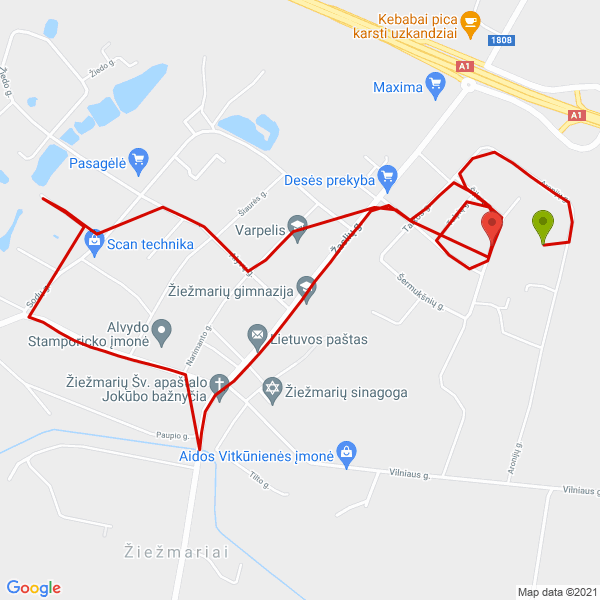 Kebabai pica
karsti uzkandziai
1808
A1
Maxima
A1
Žiedo g.
Žiedo g.
Pasagėlė
Desės prekyba
Šiaurės g.
Varpelis
Scan technika
Žaslių g.
Šermukšnių g.
Žiežmarių gimnazija
Sodų g.
Alvydo
Stamporicko įmonė
Narimanto g.
Lietuvos paštas
Žiežmarių Šv. apaštalo
Jokūbo bažnyčia
Žiežmarių sinagoga
Paupio g.
Aidos Vitkūnienės įmonė
Aronijų g.
Tilto g.
Vilniaus g.
Vilniaus g.
Žiežmariai
Google
Map data ©2021